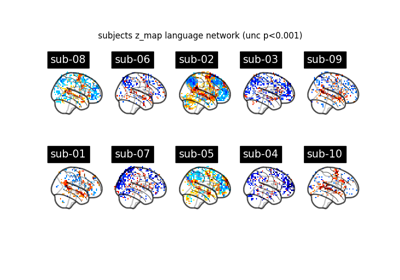 subjects z_map language network (unc p<0.001)
sub-08 sub-06 sub-02 sub-03 sub-09
sub-01 sub-07 sub-05 sub-04 sub-10